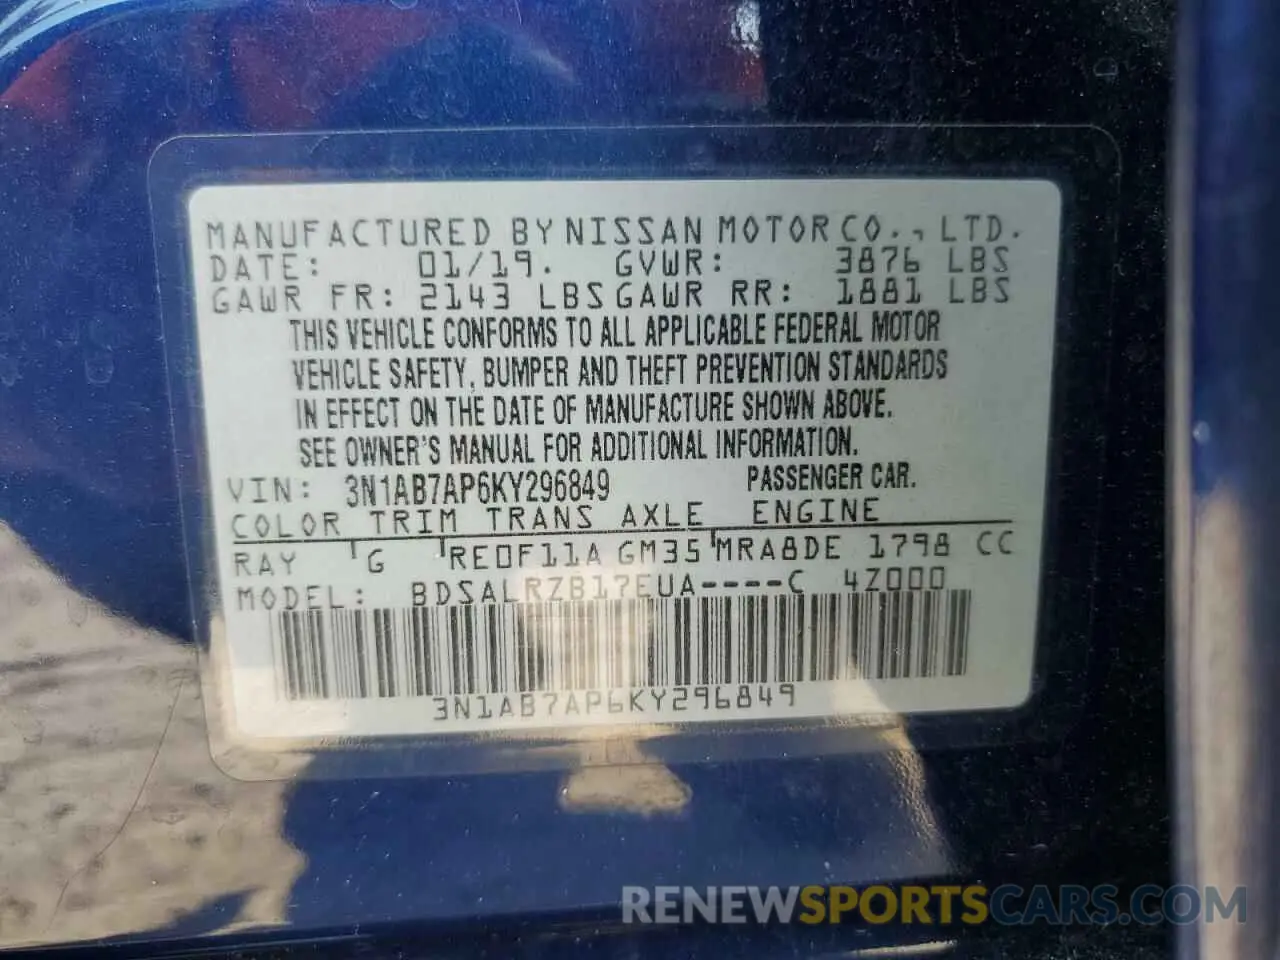 MANUFACTURED BY NISSAN MOTOR CO., LTD.
DATE: 01/19. GVWR: 3876 LBS
GAWR FR: 2143 LBS GAWR RR: 1881 LBS
THIS VEHICLE CONFORMS TO ALL APPLICABLE FEDERAL MOTOR
VEHICLE SAFETY, BUMPER AND THEFT PREVENTION STANDARDS
IN EFFECT ON THE DATE OF MANUFACTURE SHOWN ABOVE.
SEE OWNER'S MANUAL FOR ADDITIONAL INFORMATION.
VIN: 3N1AB7AP6KY296849 PASSENGER CAR.
COLOR TRIM TRANS AXLE ENGINE
RAY G RE0F11A GM35 MRA8DE 1798 CC
MODEL: BDSALRZB17EUA----C 4Z000
3N1AB7AP6KY296849
RENEWSPORTSCARS.COM